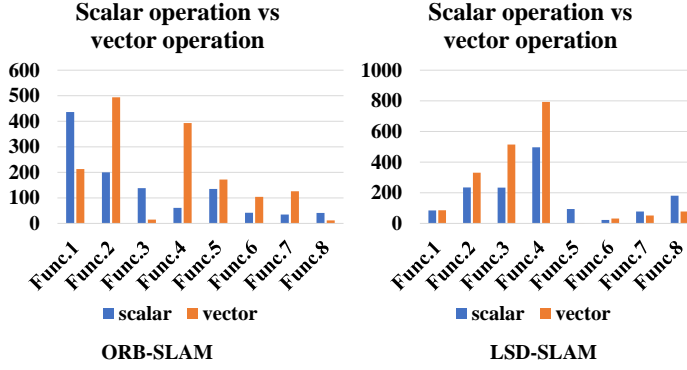 Scalar operation vs
vector operation
600
500
400
300
200
100
0
Func.1
Func.2
Func.3
Func.4
Func.5
Func.6
Func.7
Func.8
scalar vector
ORB-SLAM
Scalar operation vs
vector operation
1000
800
600
400
200
0
Func.1
Func.2
Func.3
Func.4
Func.5
Func.6
Func.7
Func.8
scalar vector
LSD-SLAM